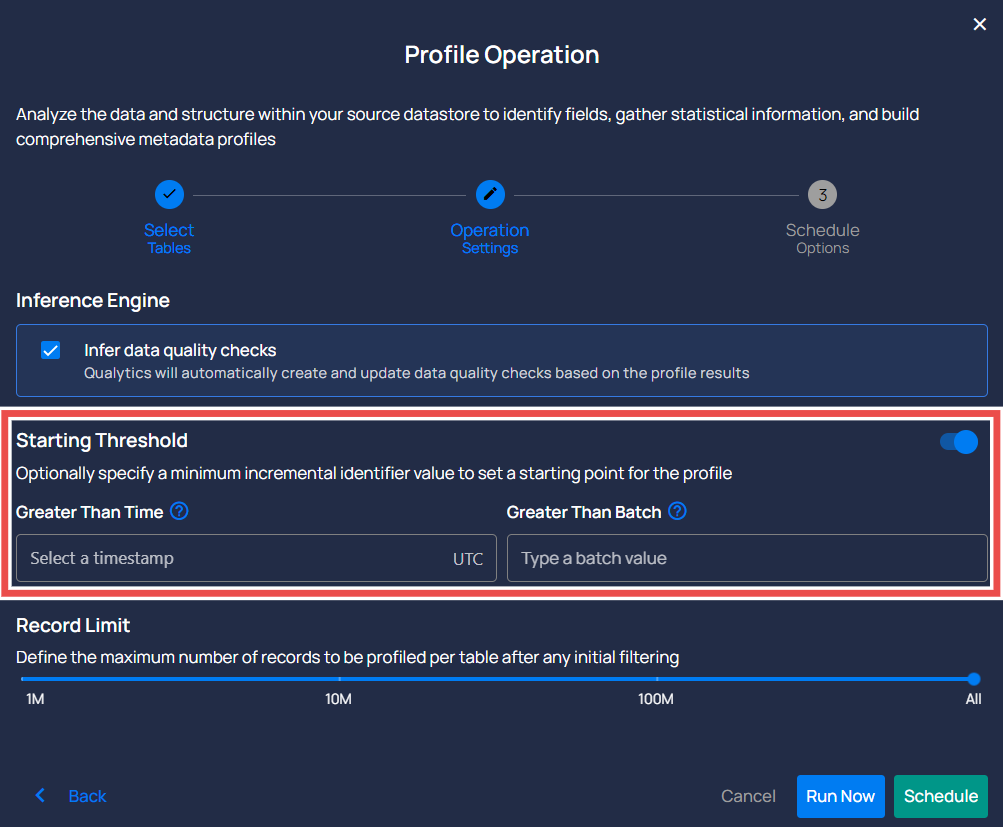 Profile Operation
Analyze the data and structure within your source datastore to identify fields, gather statistical information, and build
comprehensive metadata profiles
3
Select
Tables
Operation
Settings
Schedule
Options
Inference Engine
Infer data quality checks
Qualytics will automatically create and update data quality checks based on the profile results
Starting Threshold
Optionally specify a minimum incremental identifier value to set a starting point for the profile
Greater Than Time ?
Greater Than Batch ?
Select a timestamp UTC
Type a batch value
Record Limit
Define the maximum number of records to be profiled per table after any initial filtering
1M 10M 100M All
Back Cancel Run Now Schedule